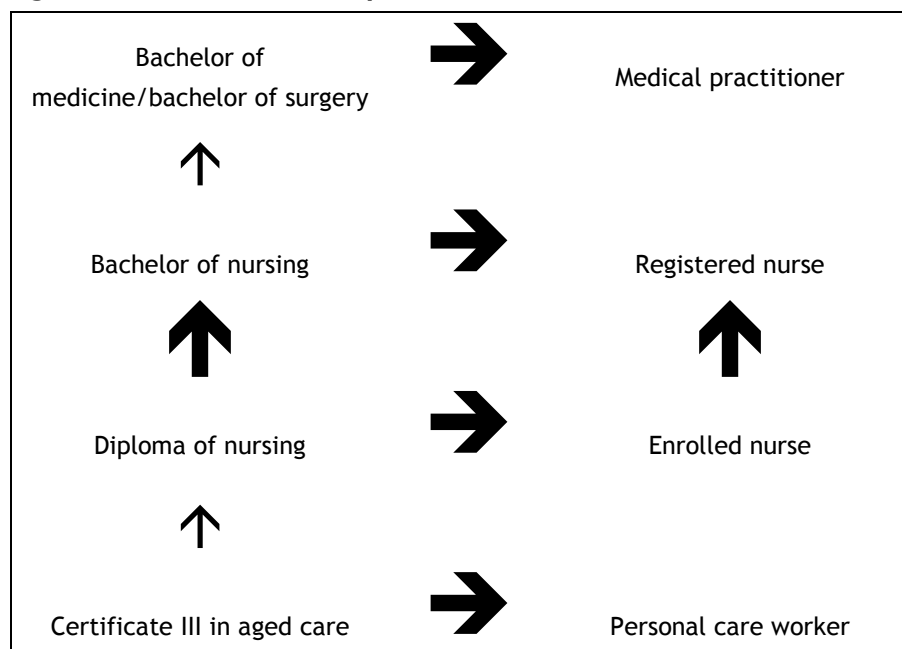 Bachelor of
medicine/bachelor of surgery
Medical practitioner
Bachelor of nursing
Registered nurse
Diploma of nursing
Enrolled nurse
Certificate III in aged care
Personal care worker